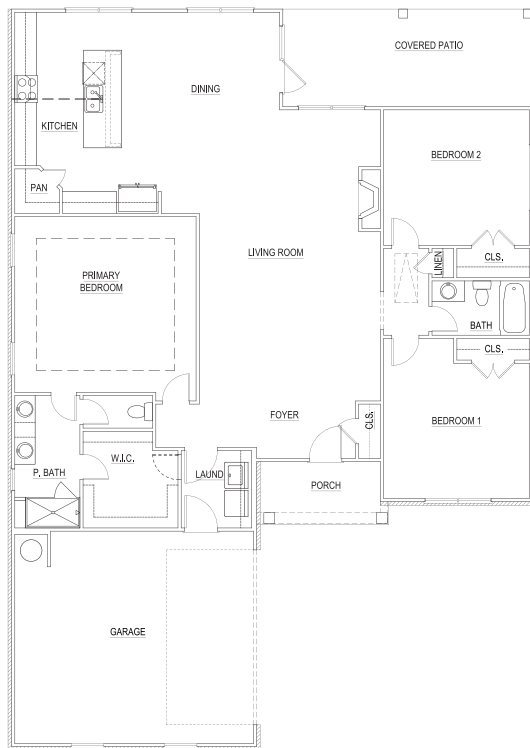 COVERED PATIO
DINING
KITCHEN
BEDROOM 2
PAN
LIVING ROOM
CLS.
LINEN
PRIMARY
BEDROOM
BATH
CLS.
FOYER
CLS.
BEDROOM 1
W.I.C.
P. BATH
LAUND
PORCH
GARAGE